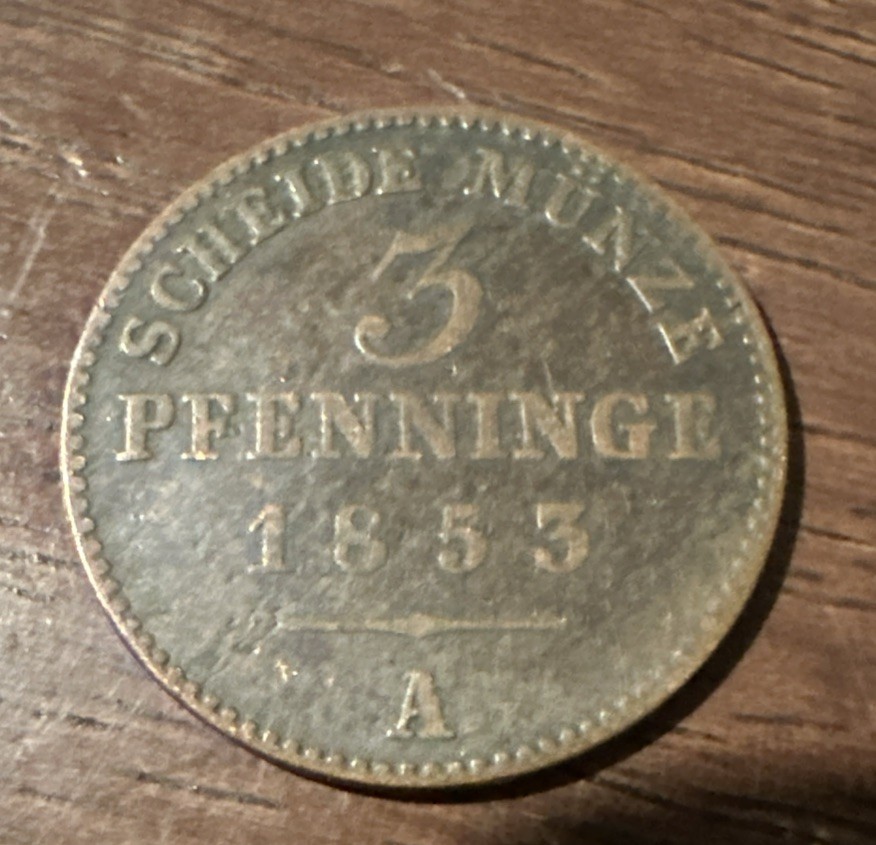 SCHEIDE MÜNZE
3
PFENNINGE
1853
A